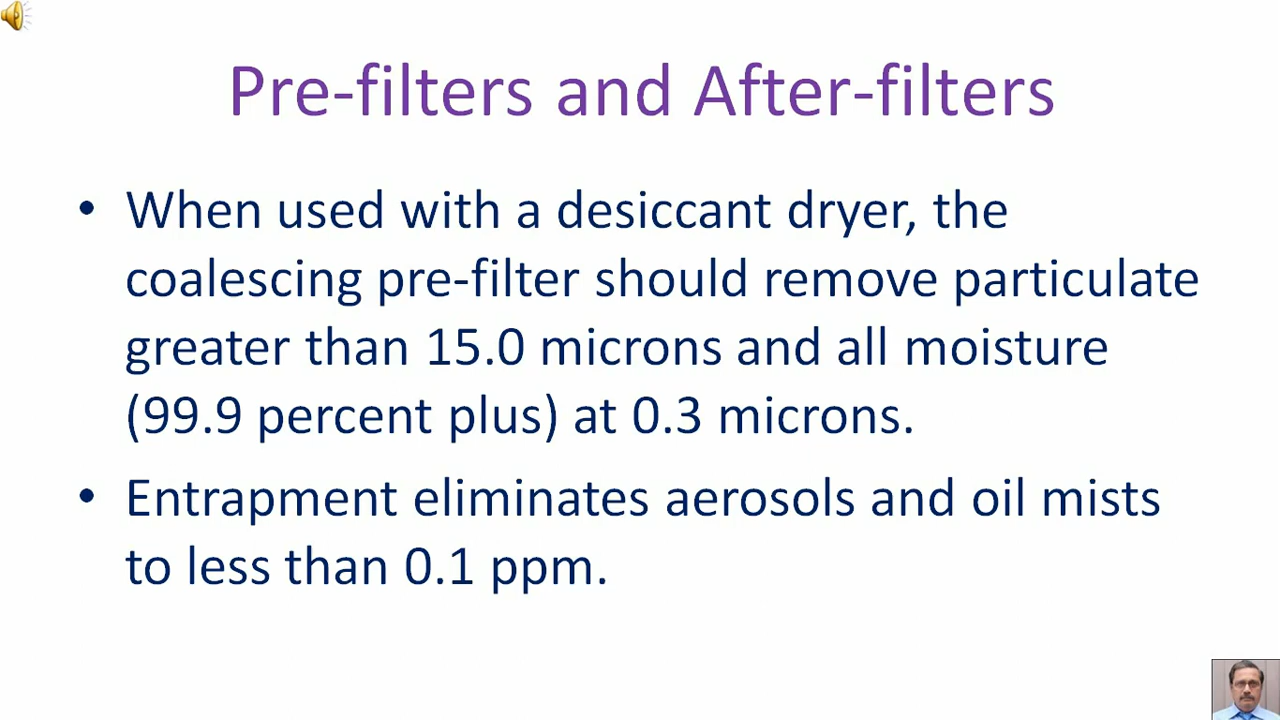 Pre-filters and After-filters
• When used with a desiccant dryer, the
coalescing pre-filter should remove particulate
greater than 15.0 microns and all moisture
(99.9 percent plus) at 0.3 microns.
• Entrapment eliminates aerosols and oil mists
to less than 0.1 ppm.